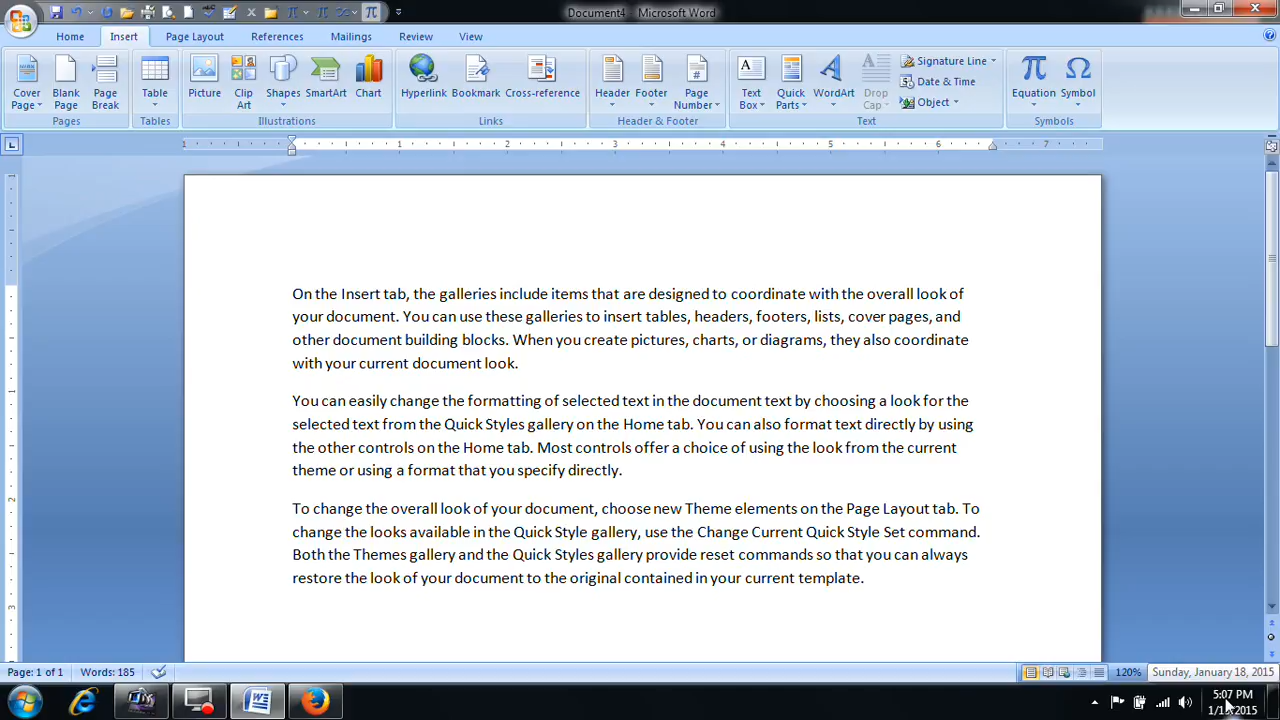 Document4 - Microsoft Word
Home Insert Page Layout References Mailings Review View
Cover Page Blank Page Page Break Table Picture Clip Art Shapes SmartArt Chart Hyperlink Bookmark Cross-reference Header Footer Page Number Text Box Quick Parts WordArt Drop Cap Signature Line Date & Time Object Equation Symbol
Pages Tables Illustrations Links Header & Footer Text Symbols
1 1 2 3 4 5 6 7
On the Insert tab, the galleries include items that are designed to coordinate with the overall look of
your document. You can use these galleries to insert tables, headers, footers, lists, cover pages, and
other document building blocks. When you create pictures, charts, or diagrams, they also coordinate
with your current document look.
You can easily change the formatting of selected text in the document text by choosing a look for the
selected text from the Quick Styles gallery on the Home tab. You can also format text directly by using
the other controls on the Home tab. Most controls offer a choice of using the look from the current
theme or using a format that you specify directly.
To change the overall look of your document, choose new Theme elements on the Page Layout tab. To
change the looks available in the Quick Style gallery, use the Change Current Quick Style Set command.
Both the Themes gallery and the Quick Styles gallery provide reset commands so that you can always
restore the look of your document to the original contained in your current template.
Page: 1 of 1 Words: 185 120% Sunday, January 18, 2015
5:07 PM